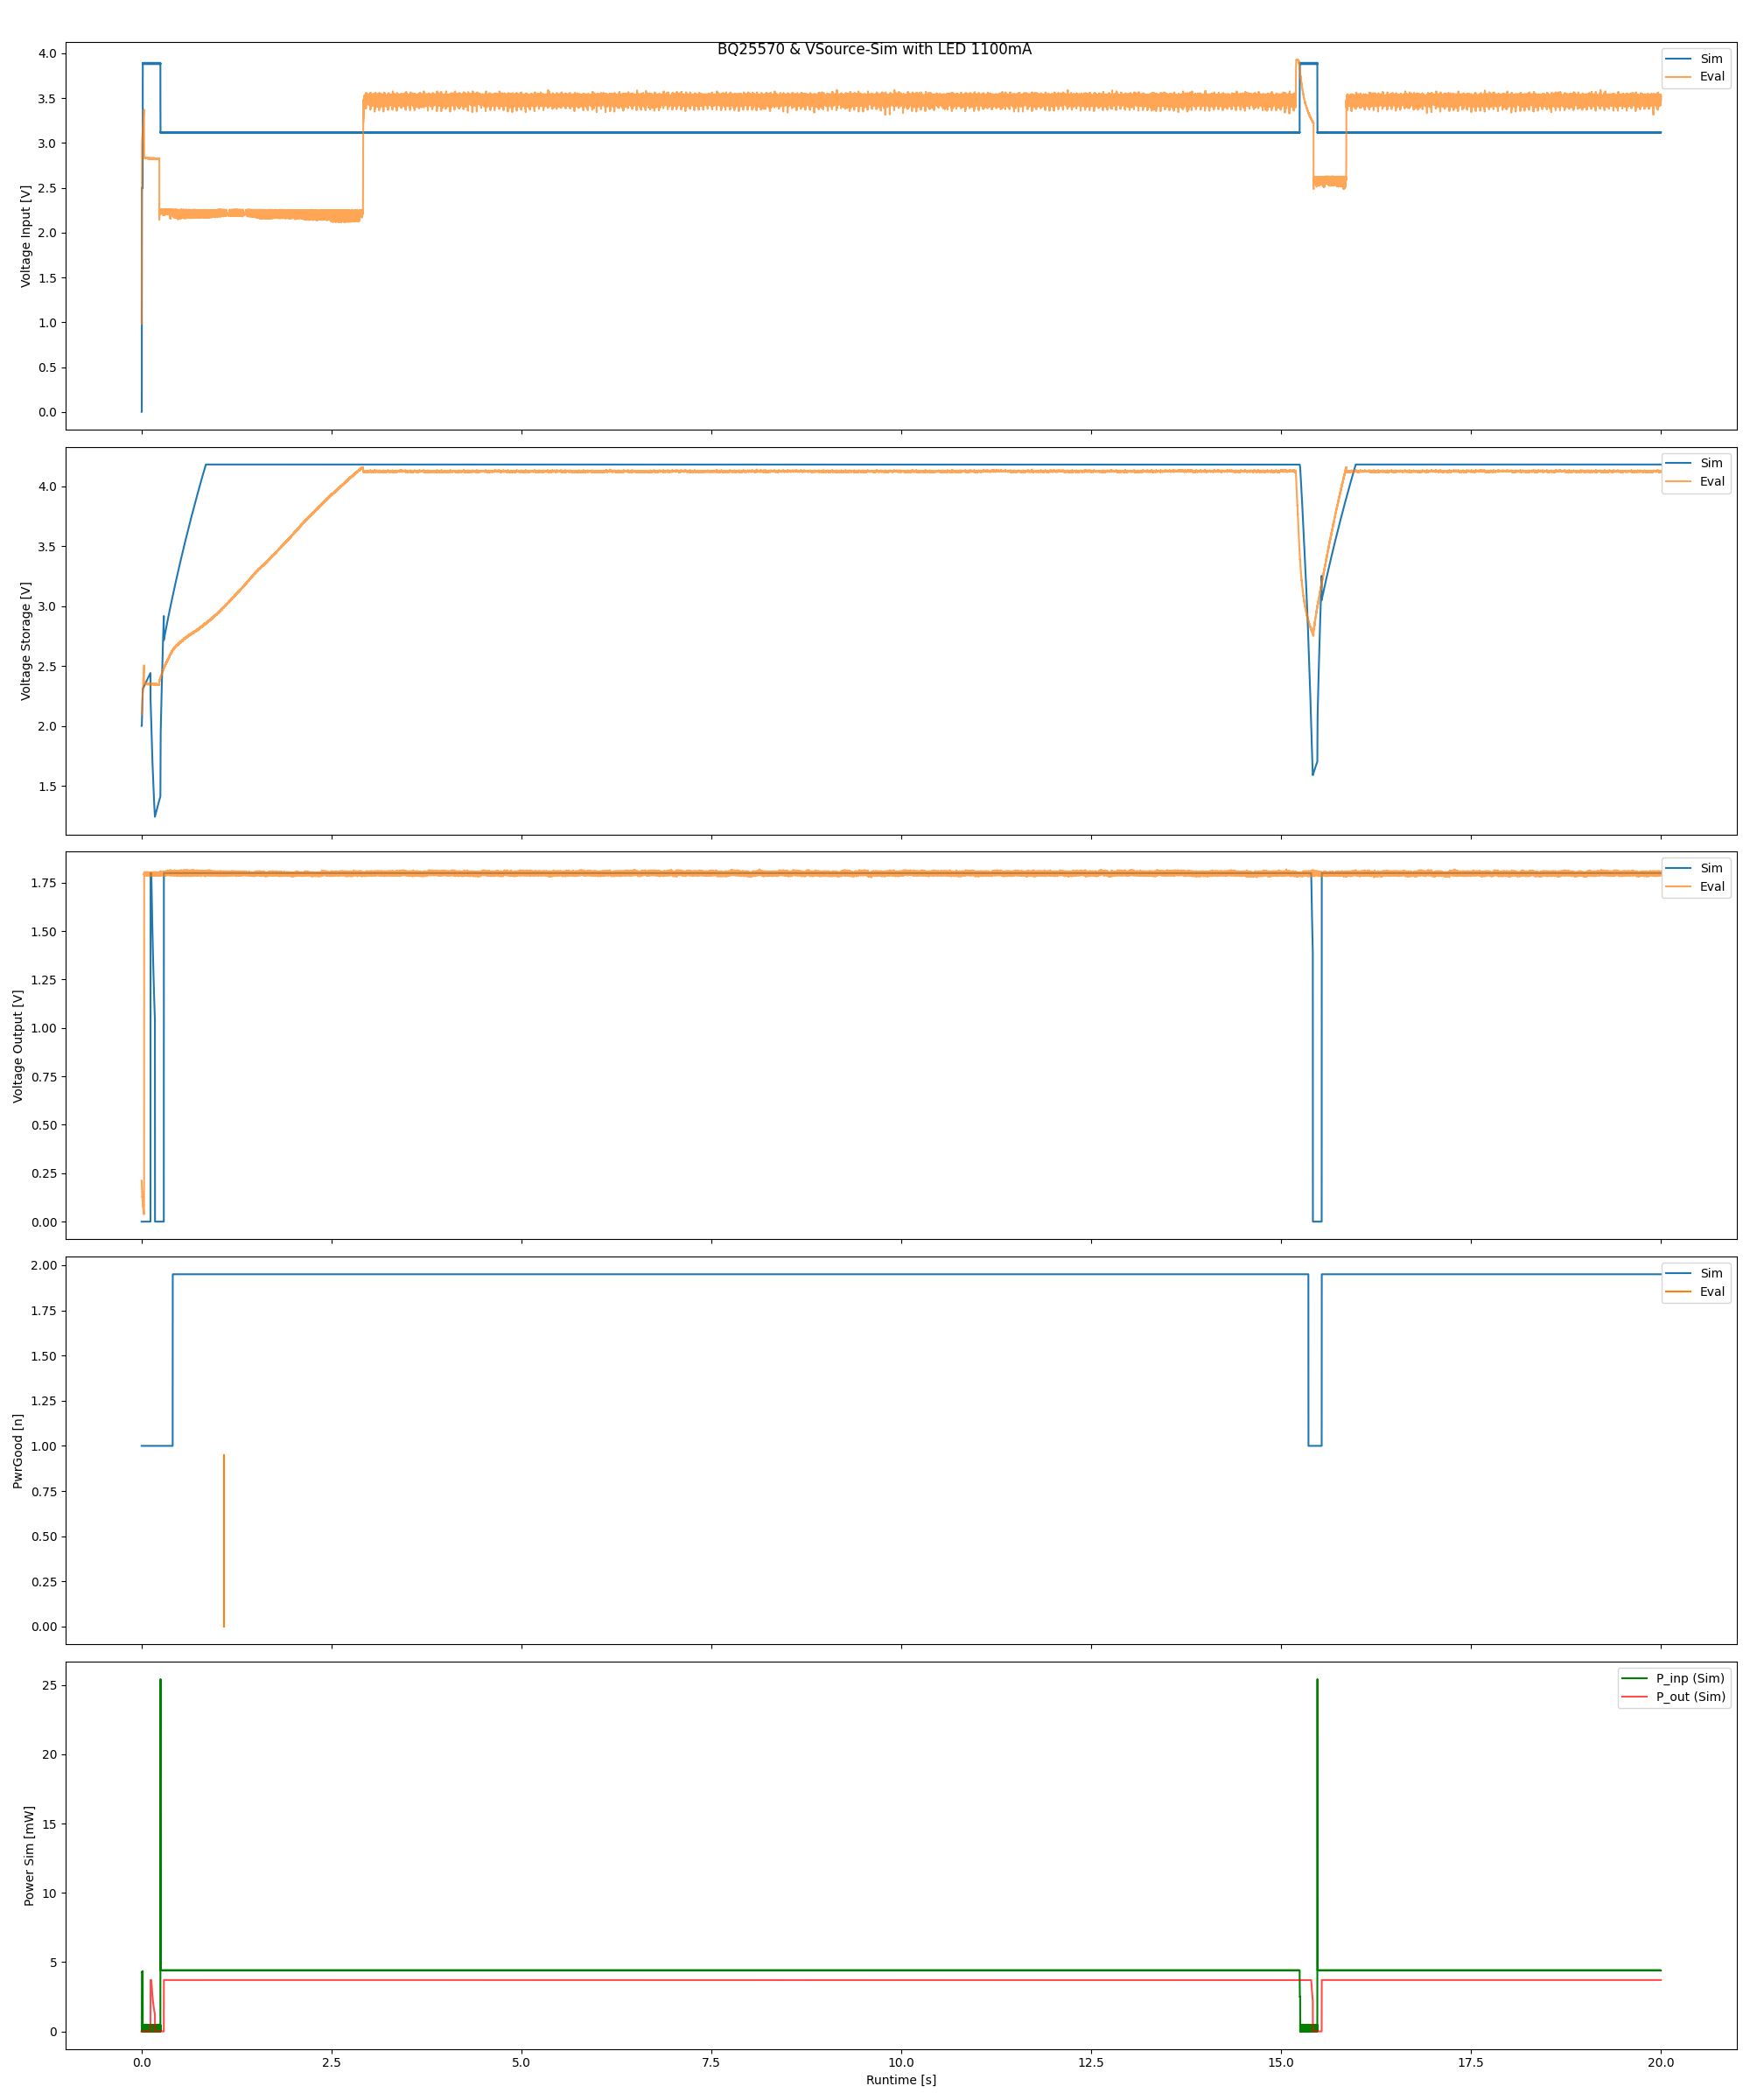 BQ25570 & VSource-Sim with LED 1100mA
Voltage Input [V]
4.0
3.5
3.0
2.5
2.0
1.5
1.0
0.5
0.0
Sim
Eval
Voltage Storage [V]
4.0
3.5
3.0
2.5
2.0
1.5
Sim
Eval
Voltage Output [V]
1.75
1.50
1.25
1.00
0.75
0.50
0.25
0.00
Sim
Eval
PwrGood [n]
2.00
1.75
1.50
1.25
1.00
0.75
0.50
0.25
0.00
Sim
Eval
Power Sim [mW]
25
20
15
10
5
0
P_inp (Sim)
P_out (Sim)
0.0 2.5 5.0 7.5 10.0 12.5 15.0 17.5 20.0
Runtime [s]